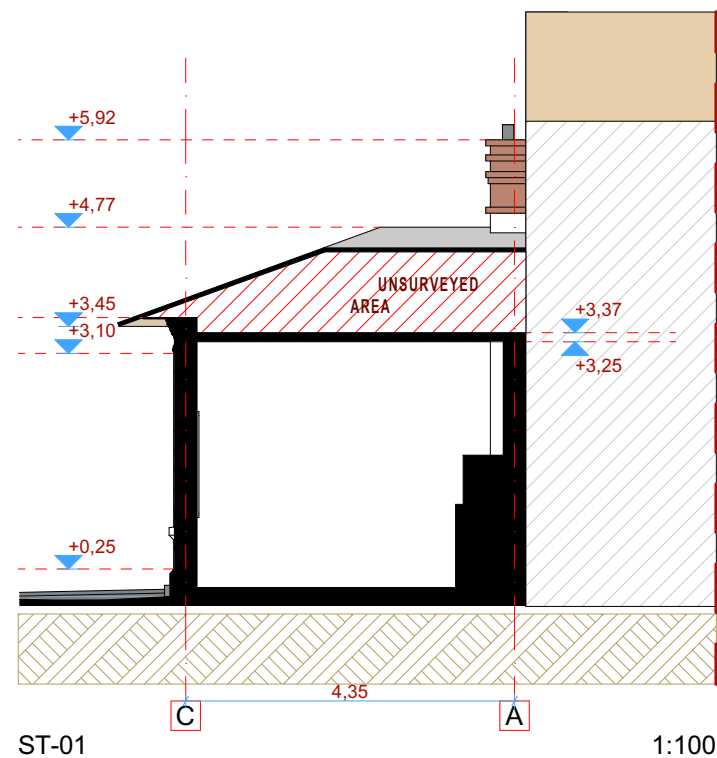 +5,92
+4,77
+3,45
+3,10
UNSURVEYED
AREA
+3,37
+3,25
+0,25
4,35
C
A
ST-01
1:100